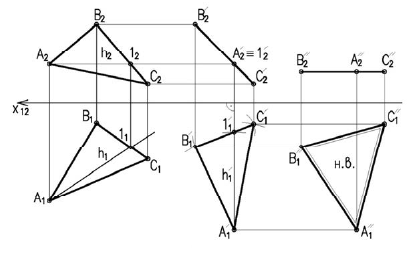 B₂ B₂′
A₂ h₂ 1₂ A₂′≡1₂′
C₂ C₂′ B₂″ A₂″ C₂″
x₁₂
B₁ 1₁ 1₁′ C₁′ C₁″
h₁ C₁ B₁′ B₁″
h₁′ н.в.
A₁ A₁′ A₁″